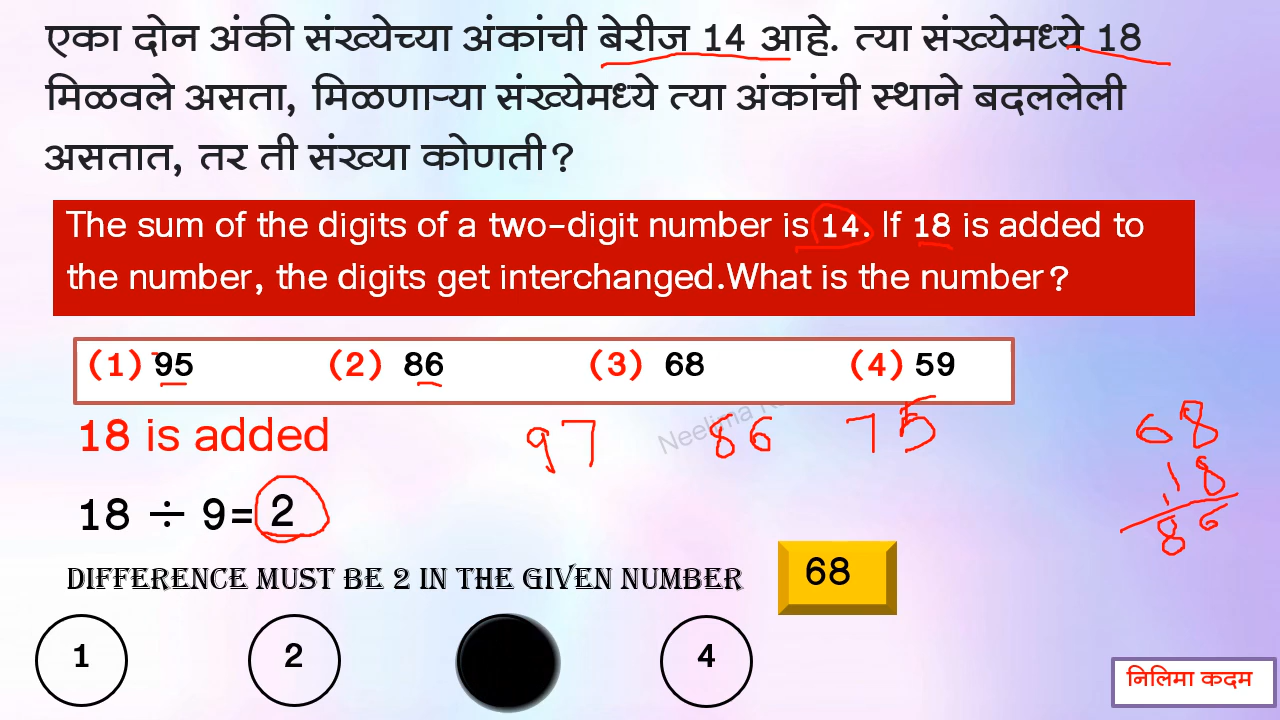 एका दोन अंकी संख्येच्या अंकांची बेरीज 14 आहे. त्या संख्येमध्ये 18
मिळवले असता, मिळणाऱ्या संख्येमध्ये त्या अंकांची स्थाने बदललेली
असतात, तर ती संख्या कोणती?
The sum of the digits of a two-digit number is 14. If 18 is added to
the number, the digits get interchanged.What is the number?
(1) 95 (2) 86 (3) 68 (4) 59
18 is added
97 86 75
Neelima
68
18
86
18 ÷ 9= 2
DIFFERENCE MUST BE 2 IN THE GIVEN NUMBER
68
1 2 4
निलिमा कदम